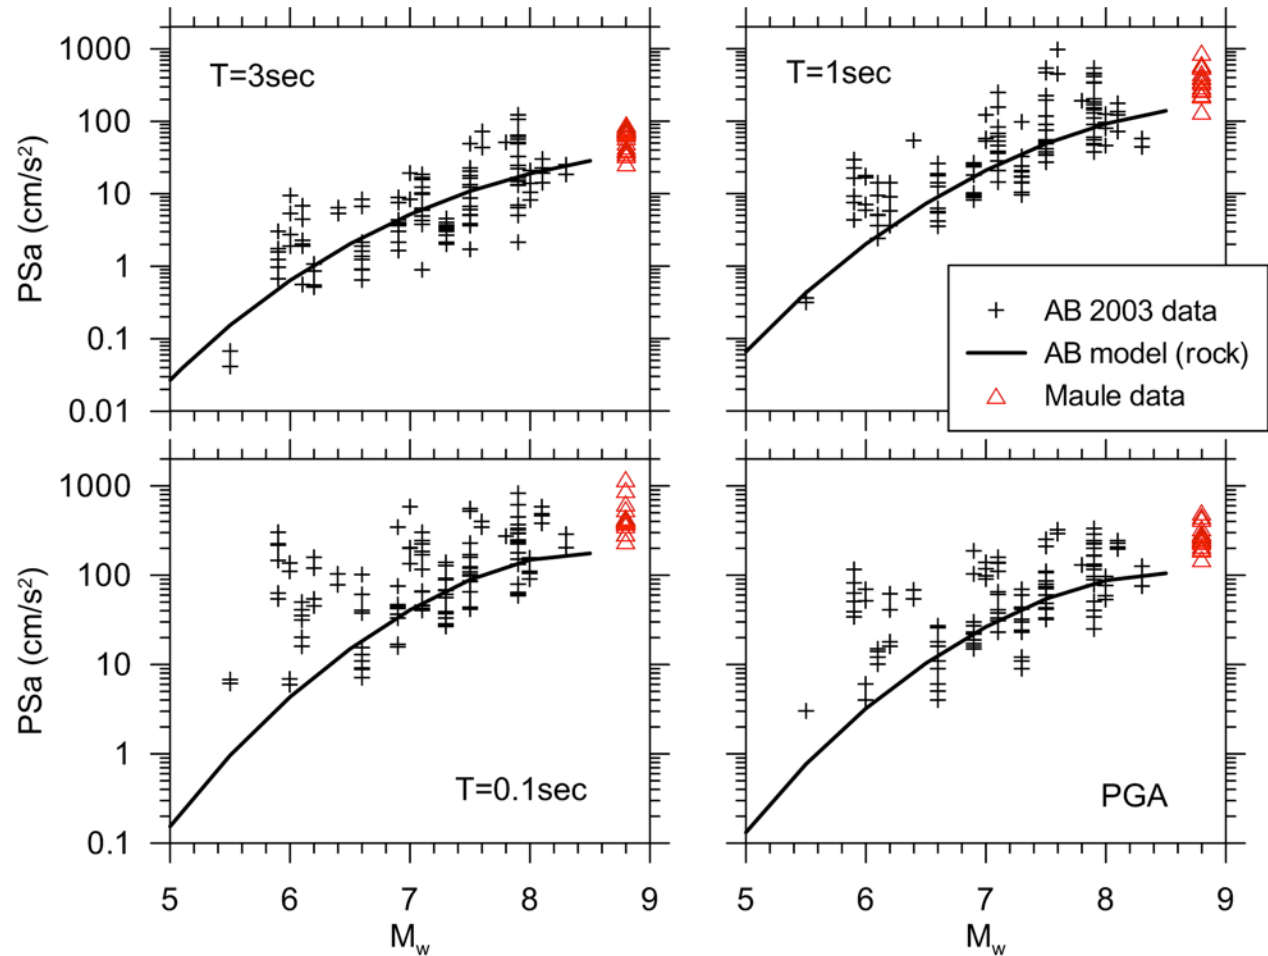 T=3sec
T=1sec
1000
100
10
1
0.1
0.01
PSa (cm/s²)
AB 2003 data
AB model (rock)
Maule data
1000
100
10
1
0.1
PSa (cm/s²)
T=0.1sec
PGA
5 6 7 8 9
5 6 7 8 9
Mw
Mw